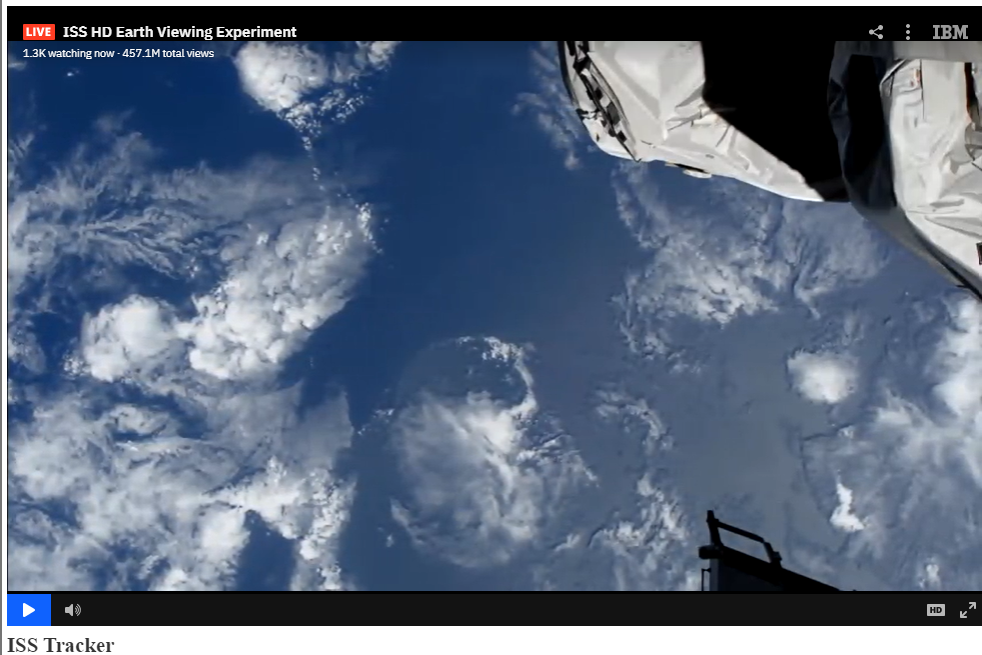 LIVE ISS HD Earth Viewing Experiment IBM
1.3K watching now · 457.1M total views
HD
ISS Tracker